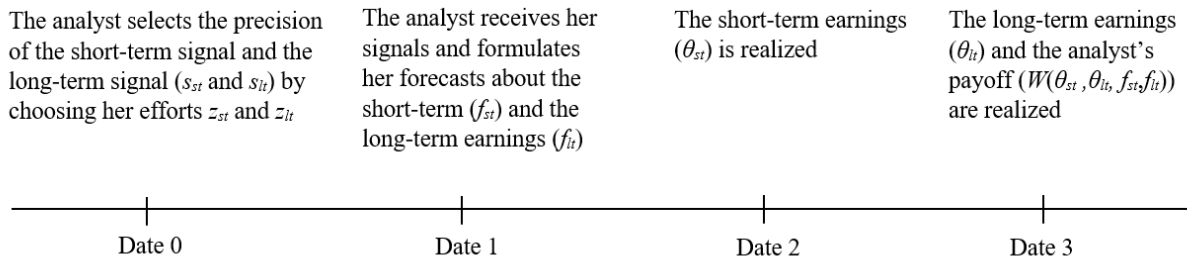 The analyst selects the precision
of the short-term signal and the
long-term signal (sst and slt) by
choosing her efforts zst and zlt
The analyst receives her
signals and formulates
her forecasts about the
short-term (fst) and the
long-term earnings (flt)
The short-term earnings
(θst) is realized
The long-term earnings
(θlt) and the analyst's
payoff (W(θst ,θlt, fst,flt))
are realized
Date 0
Date 1
Date 2
Date 3